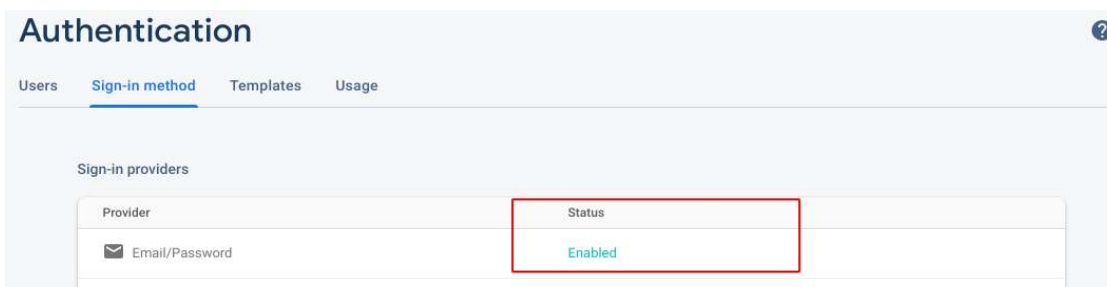 Authentication
Users Sign-in method Templates Usage
Sign-in providers
Provider Status
Email/Password Enabled